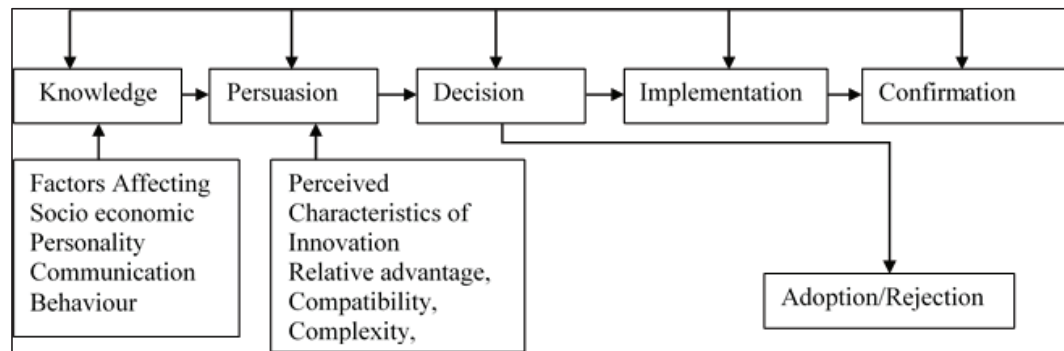 Knowledge
Persuasion
Decision
Implementation
Confirmation
Factors Affecting
Socio economic
Personality
Communication
Behaviour
Perceived
Characteristics of
Innovation
Relative advantage,
Compatibility,
Complexity,
Adoption/Rejection